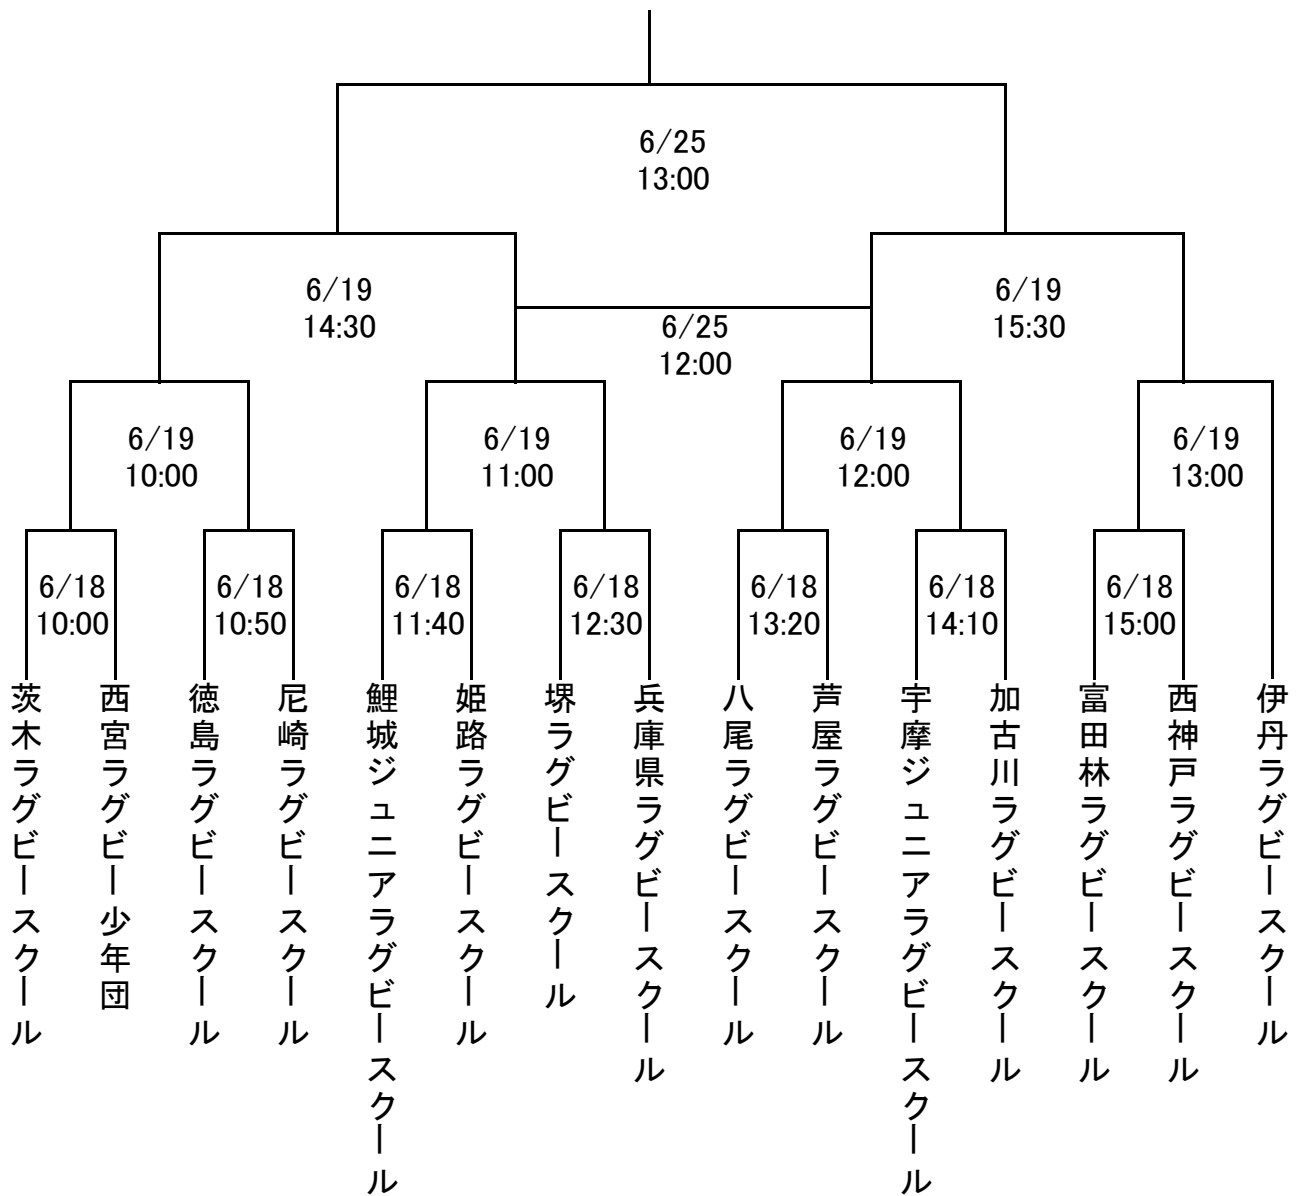 6/25
13:00
6/19
14:30
6/25
12:00
6/19
15:30
6/19
10:00
6/19
11:00
6/19
12:00
6/19
13:00
6/18
10:00
6/18
10:50
6/18
11:40
6/18
12:30
6/18
13:20
6/18
14:10
6/18
15:00
茨木ラグビースクール
西宮ラグビー少年団
徳島ラグビースクール
尼崎ラグビースクール
鯉城ジュニアラグビースクール
姫路ラグビースクール
堺ラグビースクール
兵庫県ラグビースクール
八尾ラグビースクール
芦屋ラグビースクール
宇摩ジュニアラグビースクール
加古川ラグビースクール
富田林ラグビースクール
西神戸ラグビースクール
伊丹ラグビースクール